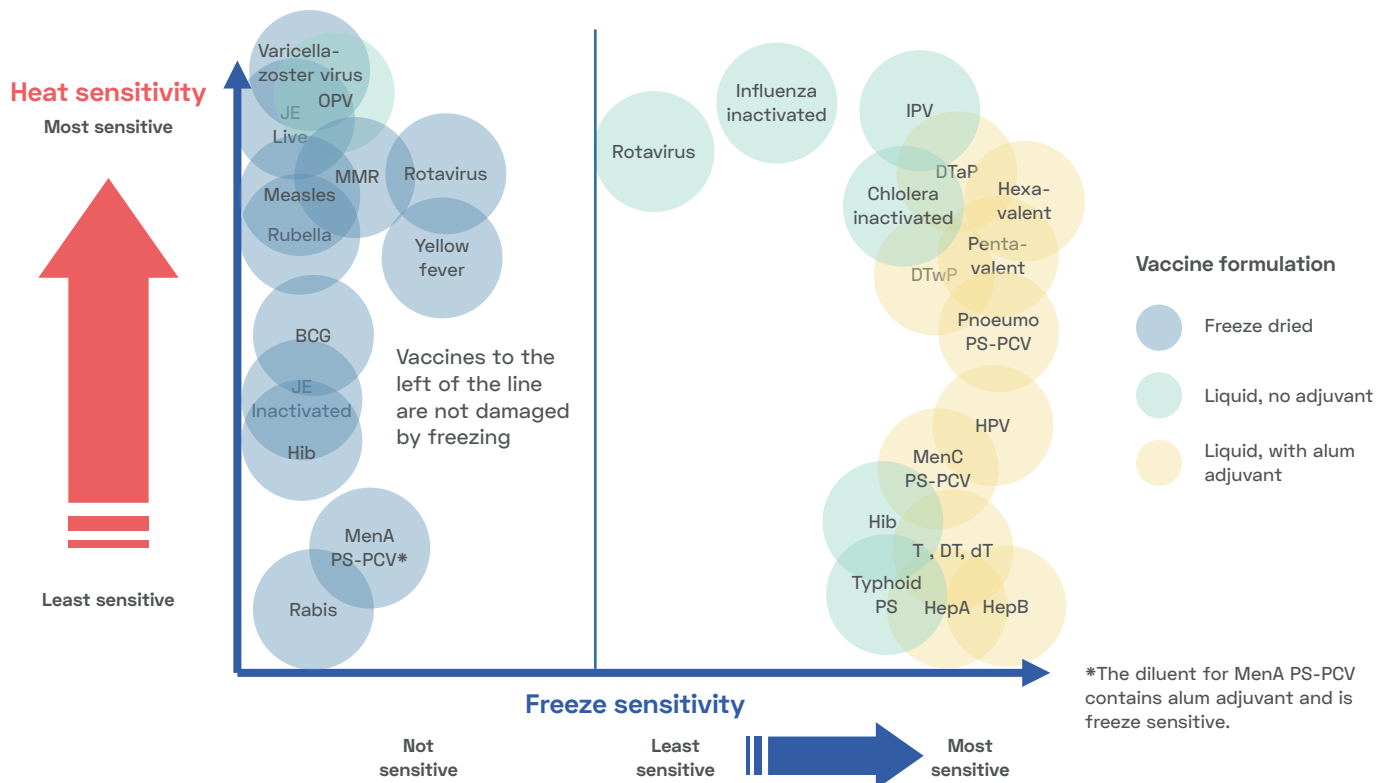 Heat sensitivity
Most sensitive
Least sensitive
Varicella-
zoster virus
OPV
JE
Live
MMR
Rotavirus
Measles
Rubella
Yellow
fever
BCG
JE
Inactivated
Hib
MenA
PS-PCV*
Rabis
Vaccines to the
left of the line
are not damaged
by freezing
Rotavirus
Influenza
inactivated
IPV
DTaP
Chlolera
inactivated
Hexa-
valent
Penta-
valent
DTwP
Pnoeumo
PS-PCV
HPV
MenC
PS-PCV
Hib
T , DT, dT
Typhoid
PS
HepA
HepB
Vaccine formulation
Freeze dried
Liquid, no adjuvant
Liquid, with alum
adjuvant
*The diluent for MenA PS-PCV
contains alum adjuvant and is
freeze sensitive.
Freeze sensitivity
Not
sensitive
Least
sensitive
Most
sensitive